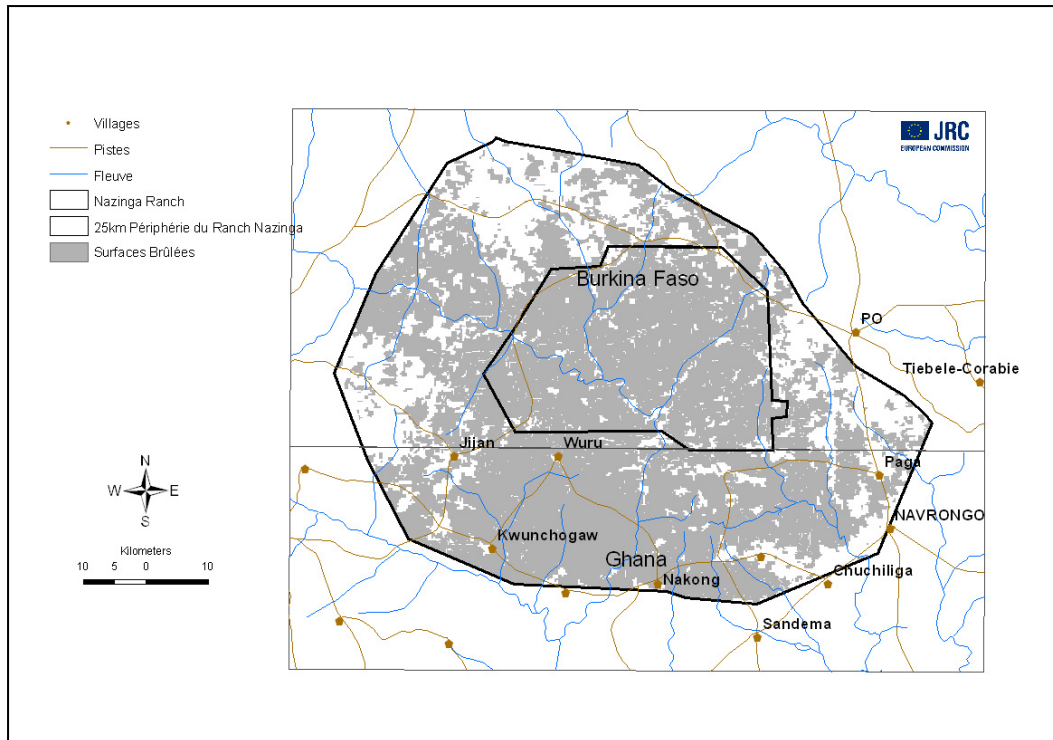 Villages
Pistes
Fleuve
Nazinga Ranch
25km Périphérie du Ranch Nazinga
Surfaces Brûlées
JRC
EUROPEAN COMMISSION
Burkina Faso
PO
Tiebele-Corabie
Jijan
Wuru
Paga
NAVRONGO
Kwunchogaw
Ghana
Nakong
Chuchiliga
Sandema
N
W E
S
Kilometers
10 5 0 10